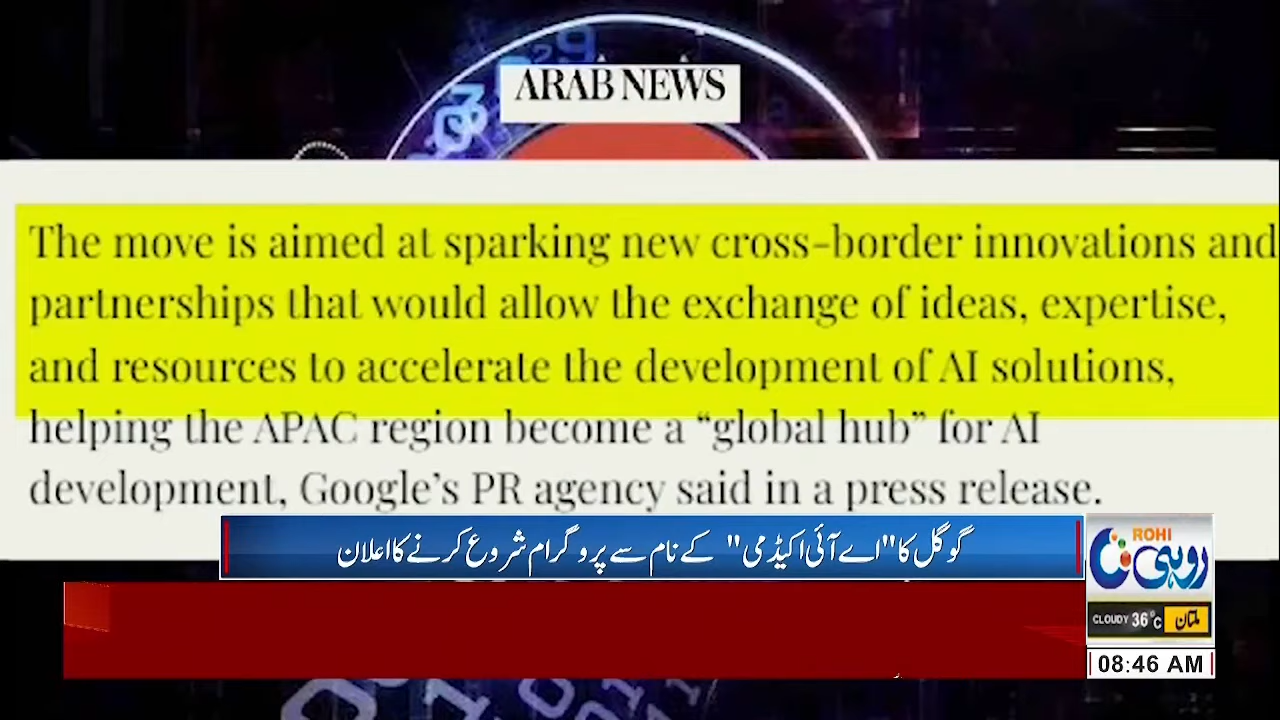 ARAB NEWS
The move is aimed at sparking new cross-border innovations and
partnerships that would allow the exchange of ideas, expertise,
and resources to accelerate the development of AI solutions,
helping the APAC region become a “global hub” for AI
development, Google’s PR agency said in a press release.
گوگل کا "اے آئی اکیڈمی" کے نام سے پروگرام شروع کرنے کا اعلان
ROHI
روہی
CLOUDY 36°C ملتان
08:46 AM